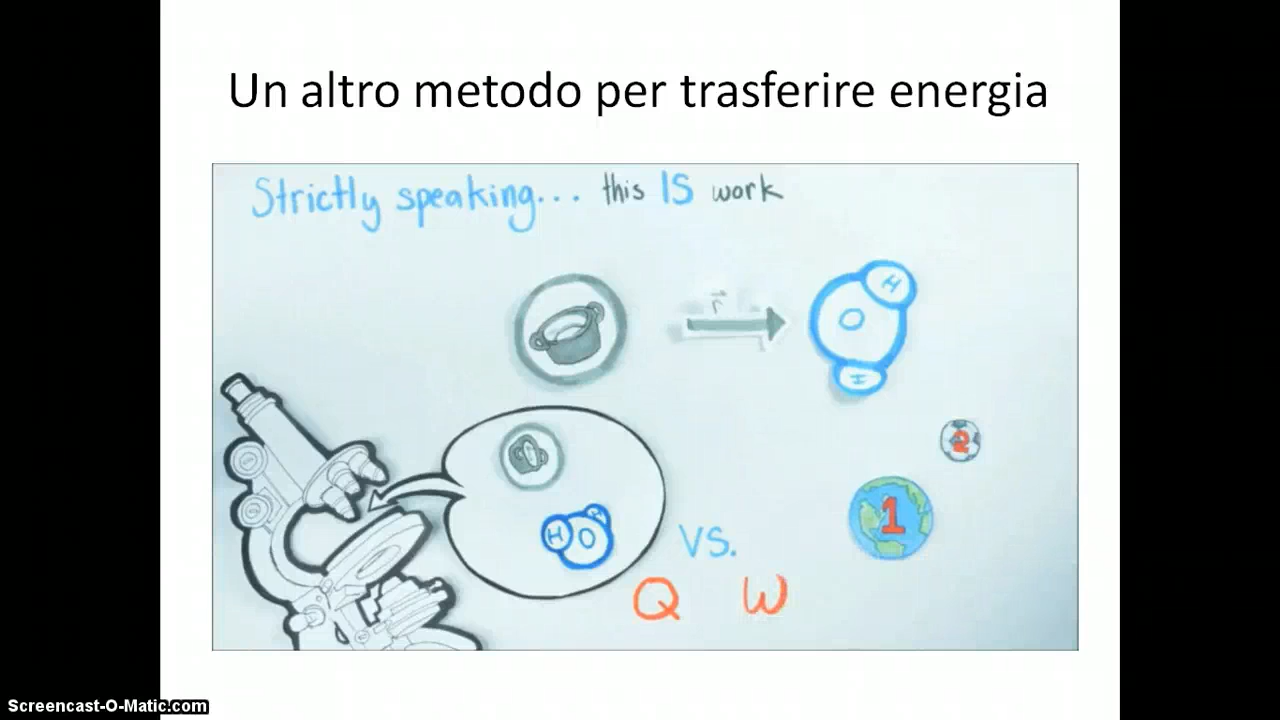 Un altro metodo per trasferire energia
Strictly speaking... this IS work
r
H
O
H
2
H O H
1
VS.
Q W
Screencast-O-Matic.com